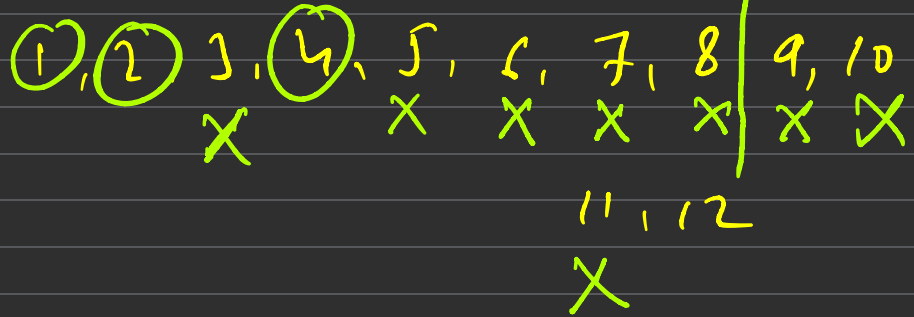 1, 2 3, 4, 5, 6, 7, 8 9, 10
X X X X X X X
11, 12
X